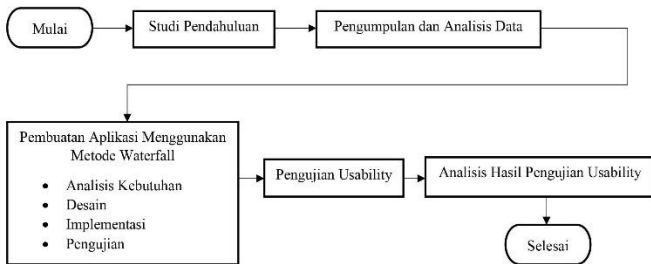 Mulai
Studi Pendahuluan
Pengumpulan dan Analisis Data
Pembuatan Aplikasi Menggunakan
Metode Waterfall
• Analisis Kebutuhan
• Desain
• Implementasi
• Pengujian
Pengujian Usability
Analisis Hasil Pengujian Usability
Selesai